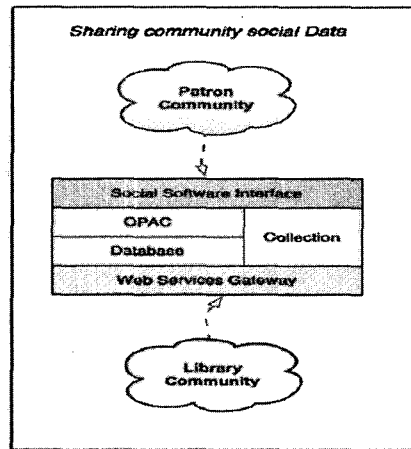 Sharing community social Data
Patron
Community
Social Software Interface
OPAC
Collection
Database
Web Services Gateway
Library
Community